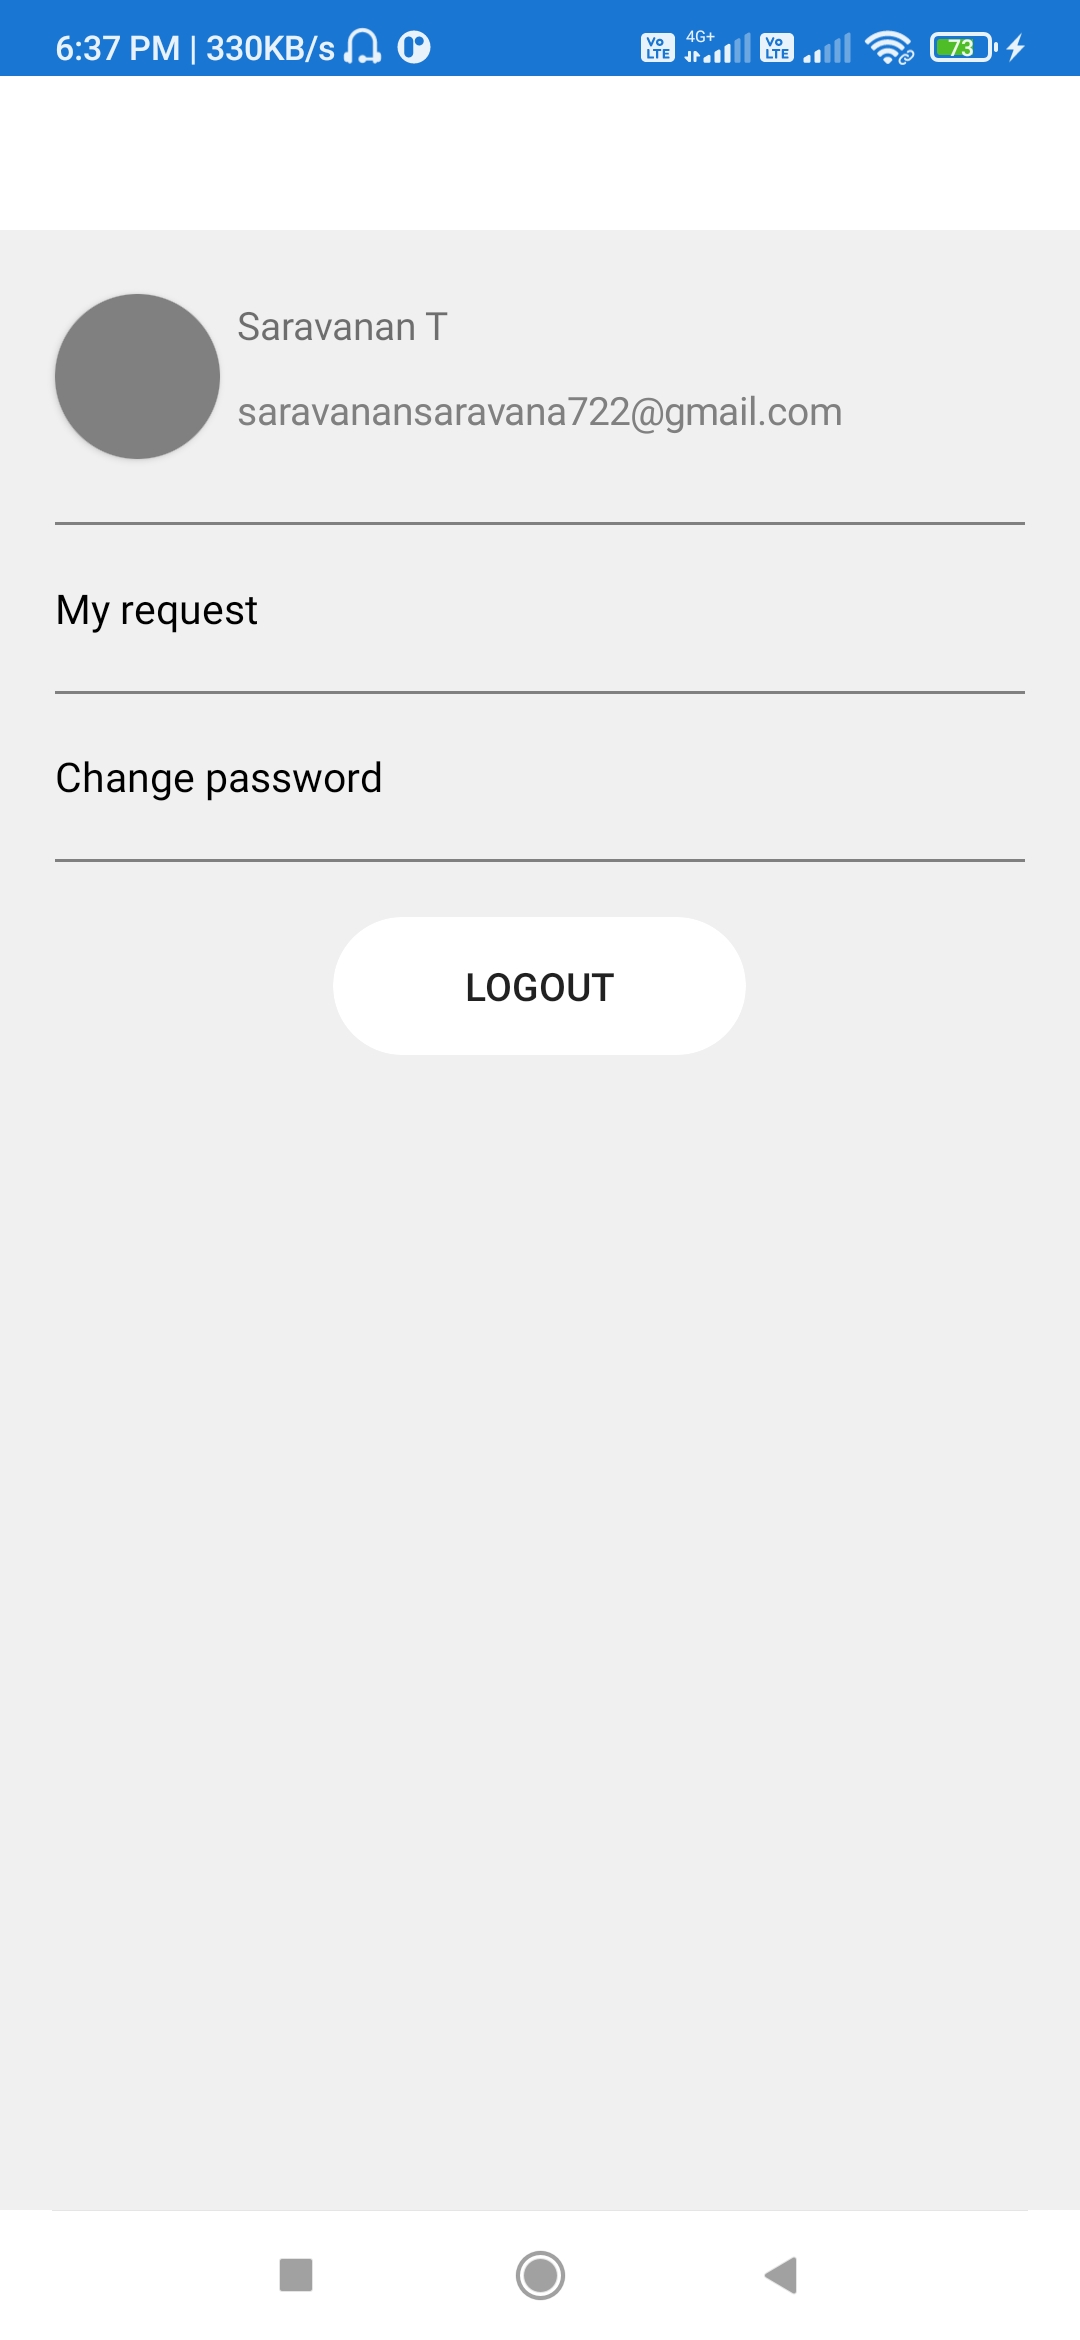 6:37 PM | 330KB/s Vo LTE 4G+ Vo LTE 73
Saravanan T
saravanansaravana722@gmail.com
My request
Change password
LOGOUT